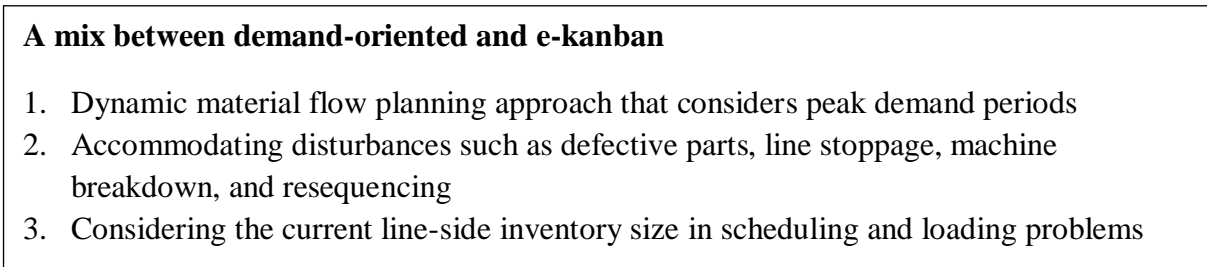 A mix between demand-oriented and e-kanban
1. Dynamic material flow planning approach that considers peak demand periods
2. Accommodating disturbances such as defective parts, line stoppage, machine
breakdown, and resequencing
3. Considering the current line-side inventory size in scheduling and loading problems